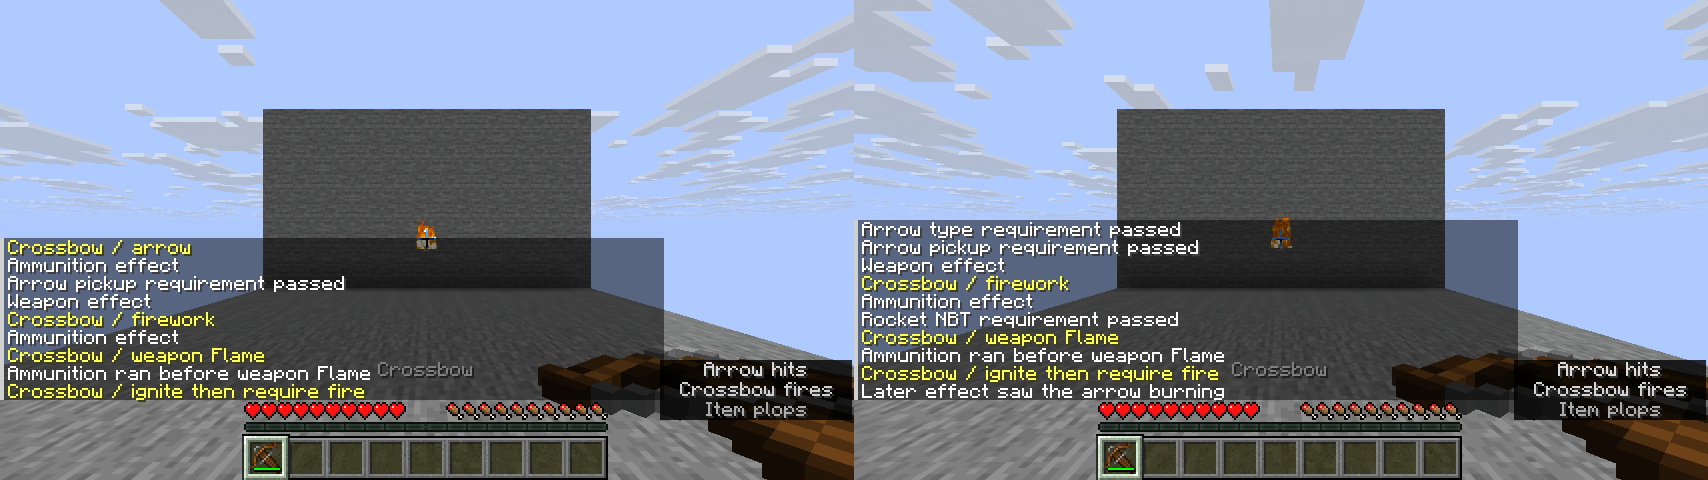 Crossbow / arrow
Ammunition effect
Arrow pickup requirement passed
Weapon effect
Crossbow / firework
Ammunition effect
Crossbow / weapon Flame
Ammunition ran before weapon Flame
Crossbow / ignite then require fire
Crossbow
Arrow hits
Crossbow fires
Item plops
Arrow type requirement passed
Arrow pickup requirement passed
Weapon effect
Crossbow / firework
Ammunition effect
Rocket NBT requirement passed
Crossbow / weapon Flame
Ammunition ran before weapon Flame
Crossbow / ignite then require fire
Later effect saw the arrow burning
Crossbow
Arrow hits
Crossbow fires
Item plops